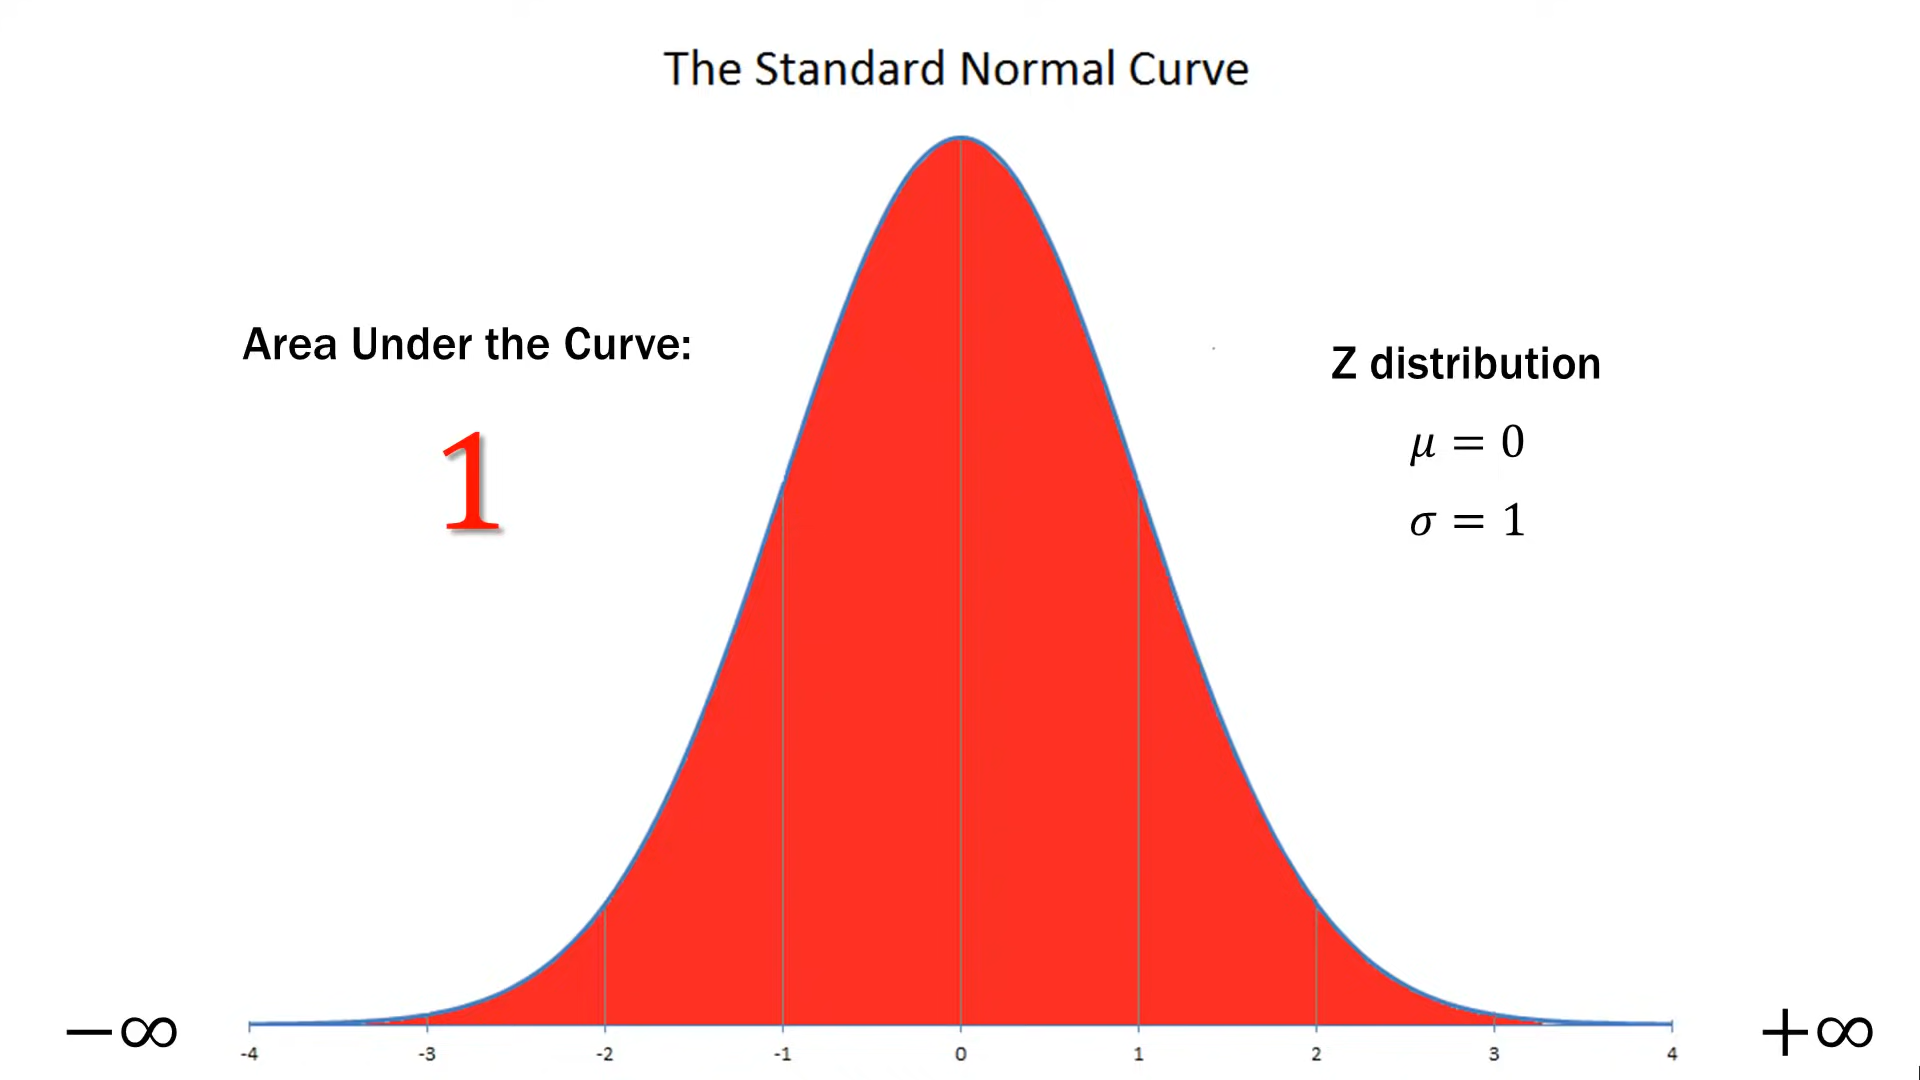 The Standard Normal Curve
Area Under the Curve:
1
Z distribution
μ = 0
σ = 1
−∞
+∞
-4 -3 -2 -1 0 1 2 3 4